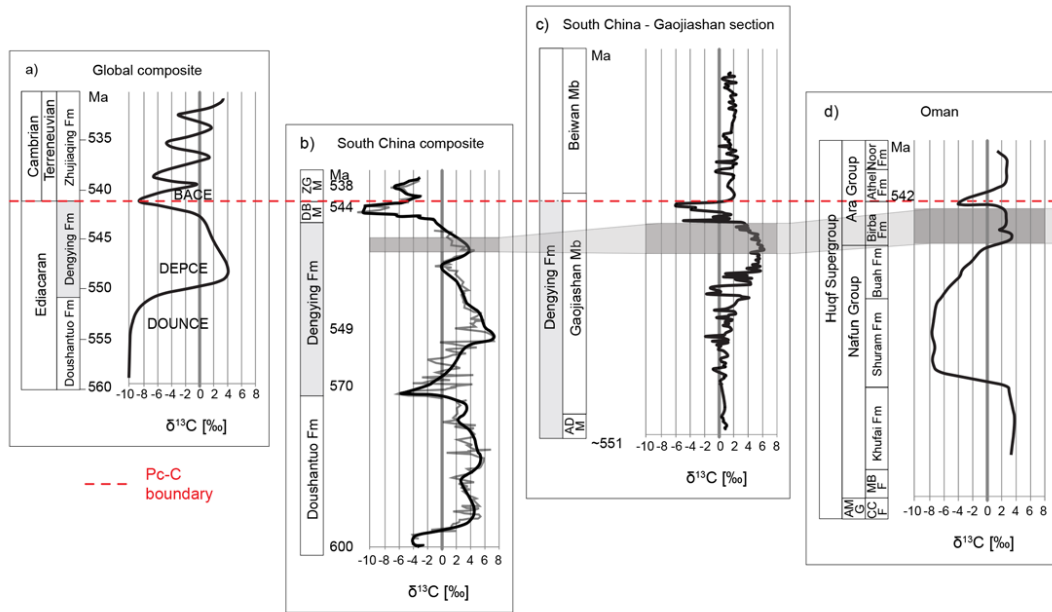 a)
Global composite
Ma
Cambrian
Terreneuvian
Zhujiaqing Fm
Ediacaran
Dengying Fm
Doushantuo Fm
535
540
545
550
555
560
BACE
DEPCE
DOUNCE
-10 -8 -6 -4 -2 0 2 4 6 8
δ¹³C [‰]
Pc-C
boundary
b)
South China composite
Ma
ZG
M
DB
M
Dengying Fm
Doushantuo Fm
538
544
549
570
600
-10 -8 -6 -4 -2 0 2 4 6 8
δ¹³C [‰]
c)
South China - Gaojiashan section
Ma
Dengying Fm
Beiwan Mb
Gaojiashan Mb
AD
M
~551
-10 -8 -6 -4 -2 0 2 4 6 8
δ¹³C [‰]
d)
Oman
Ma
Huqf Supergroup
Ara Group
Nafun Group
AM
G
Noor
Fm
Athel
Fm
Birba
Fm
Buah Fm
Shuram Fm
Khufai Fm
MB
F
CC
F
542
-10 -8 -6 -4 -2 0 2 4 6 8
δ¹³C [‰]